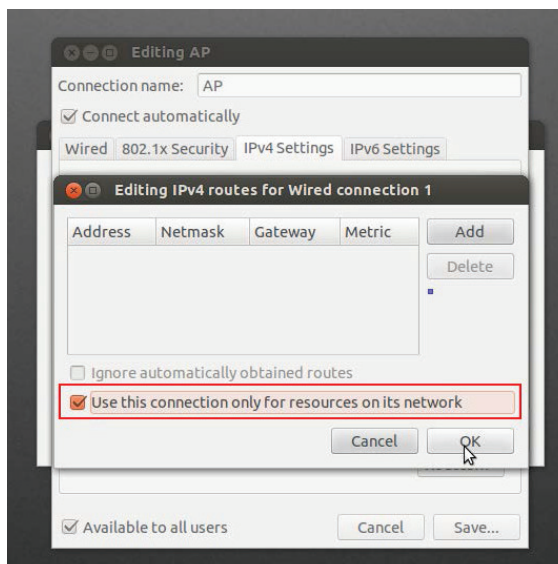 Editing AP
Connection name: AP
Connect automatically
Wired 802.1x Security IPv4 Settings IPv6 Settings
Editing IPv4 routes for Wired connection 1
Address Netmask Gateway Metric Add
Delete
Ignore automatically obtained routes
Use this connection only for resources on its network
Cancel OK
Available to all users Cancel Save...